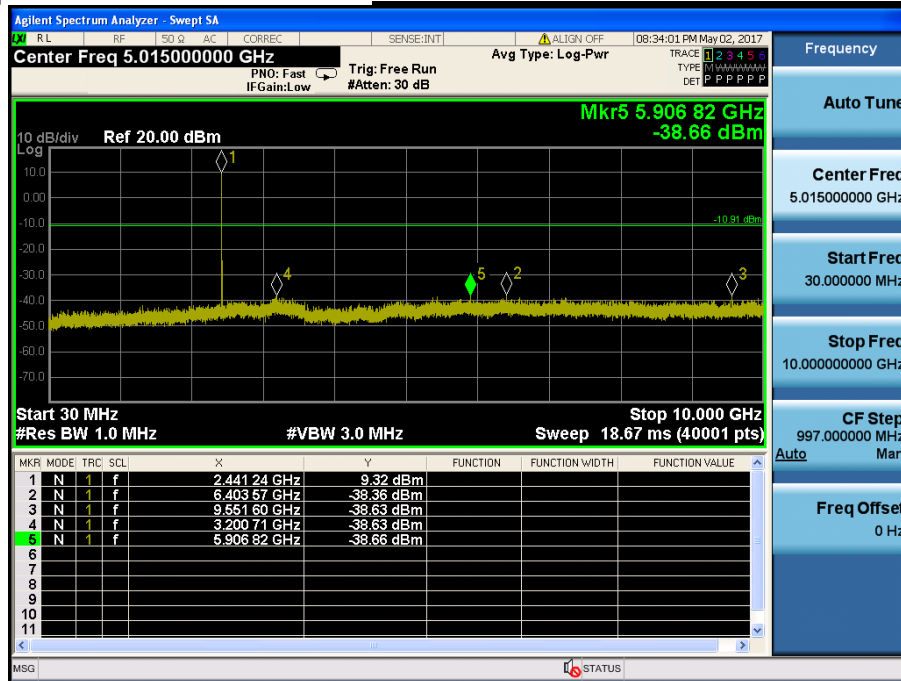 Agilent Spectrum Analyzer - Swept SA
LXI RL RF 50 Ω AC CORREC SENSE:INT ALIGN OFF 08:34:01 PM May 02, 2017
Center Freq 5.015000000 GHz
PNO: Fast
IFGain:Low
Trig: Free Run
#Atten: 30 dB
Avg Type: Log-Pwr
TRACE 1 2 3 4 5 6
TYPE M WWWWW
DET P P P P P P
Mkr5 5.906 82 GHz
-38.66 dBm
10 dB/div Ref 20.00 dBm
Log
10.0
0.00
-10.0
-20.0
-30.0
-40.0
-50.0
-60.0
-70.0
1
-10.91 dBm
4
5
2
3
Start 30 MHz Stop 10.000 GHz
#Res BW 1.0 MHz #VBW 3.0 MHz Sweep 18.67 ms (40001 pts)
MKR MODE TRC SCL X Y FUNCTION FUNCTION WIDTH FUNCTION VALUE
1 N 1 f 2.441 24 GHz 9.32 dBm
2 N 1 f 6.403 57 GHz -38.36 dBm
3 N 1 f 9.551 60 GHz -38.63 dBm
4 N 1 f 3.200 71 GHz -38.63 dBm
5 N 1 f 5.906 82 GHz -38.66 dBm
6
7
8
9
10
11
MSG STATUS
Frequency
Auto Tune
Center Freq
5.015000000 GHz
Start Freq
30.000000 MHz
Stop Freq
10.000000000 GHz
CF Step
997.000000 MHz
Auto Man
Freq Offset
0 Hz